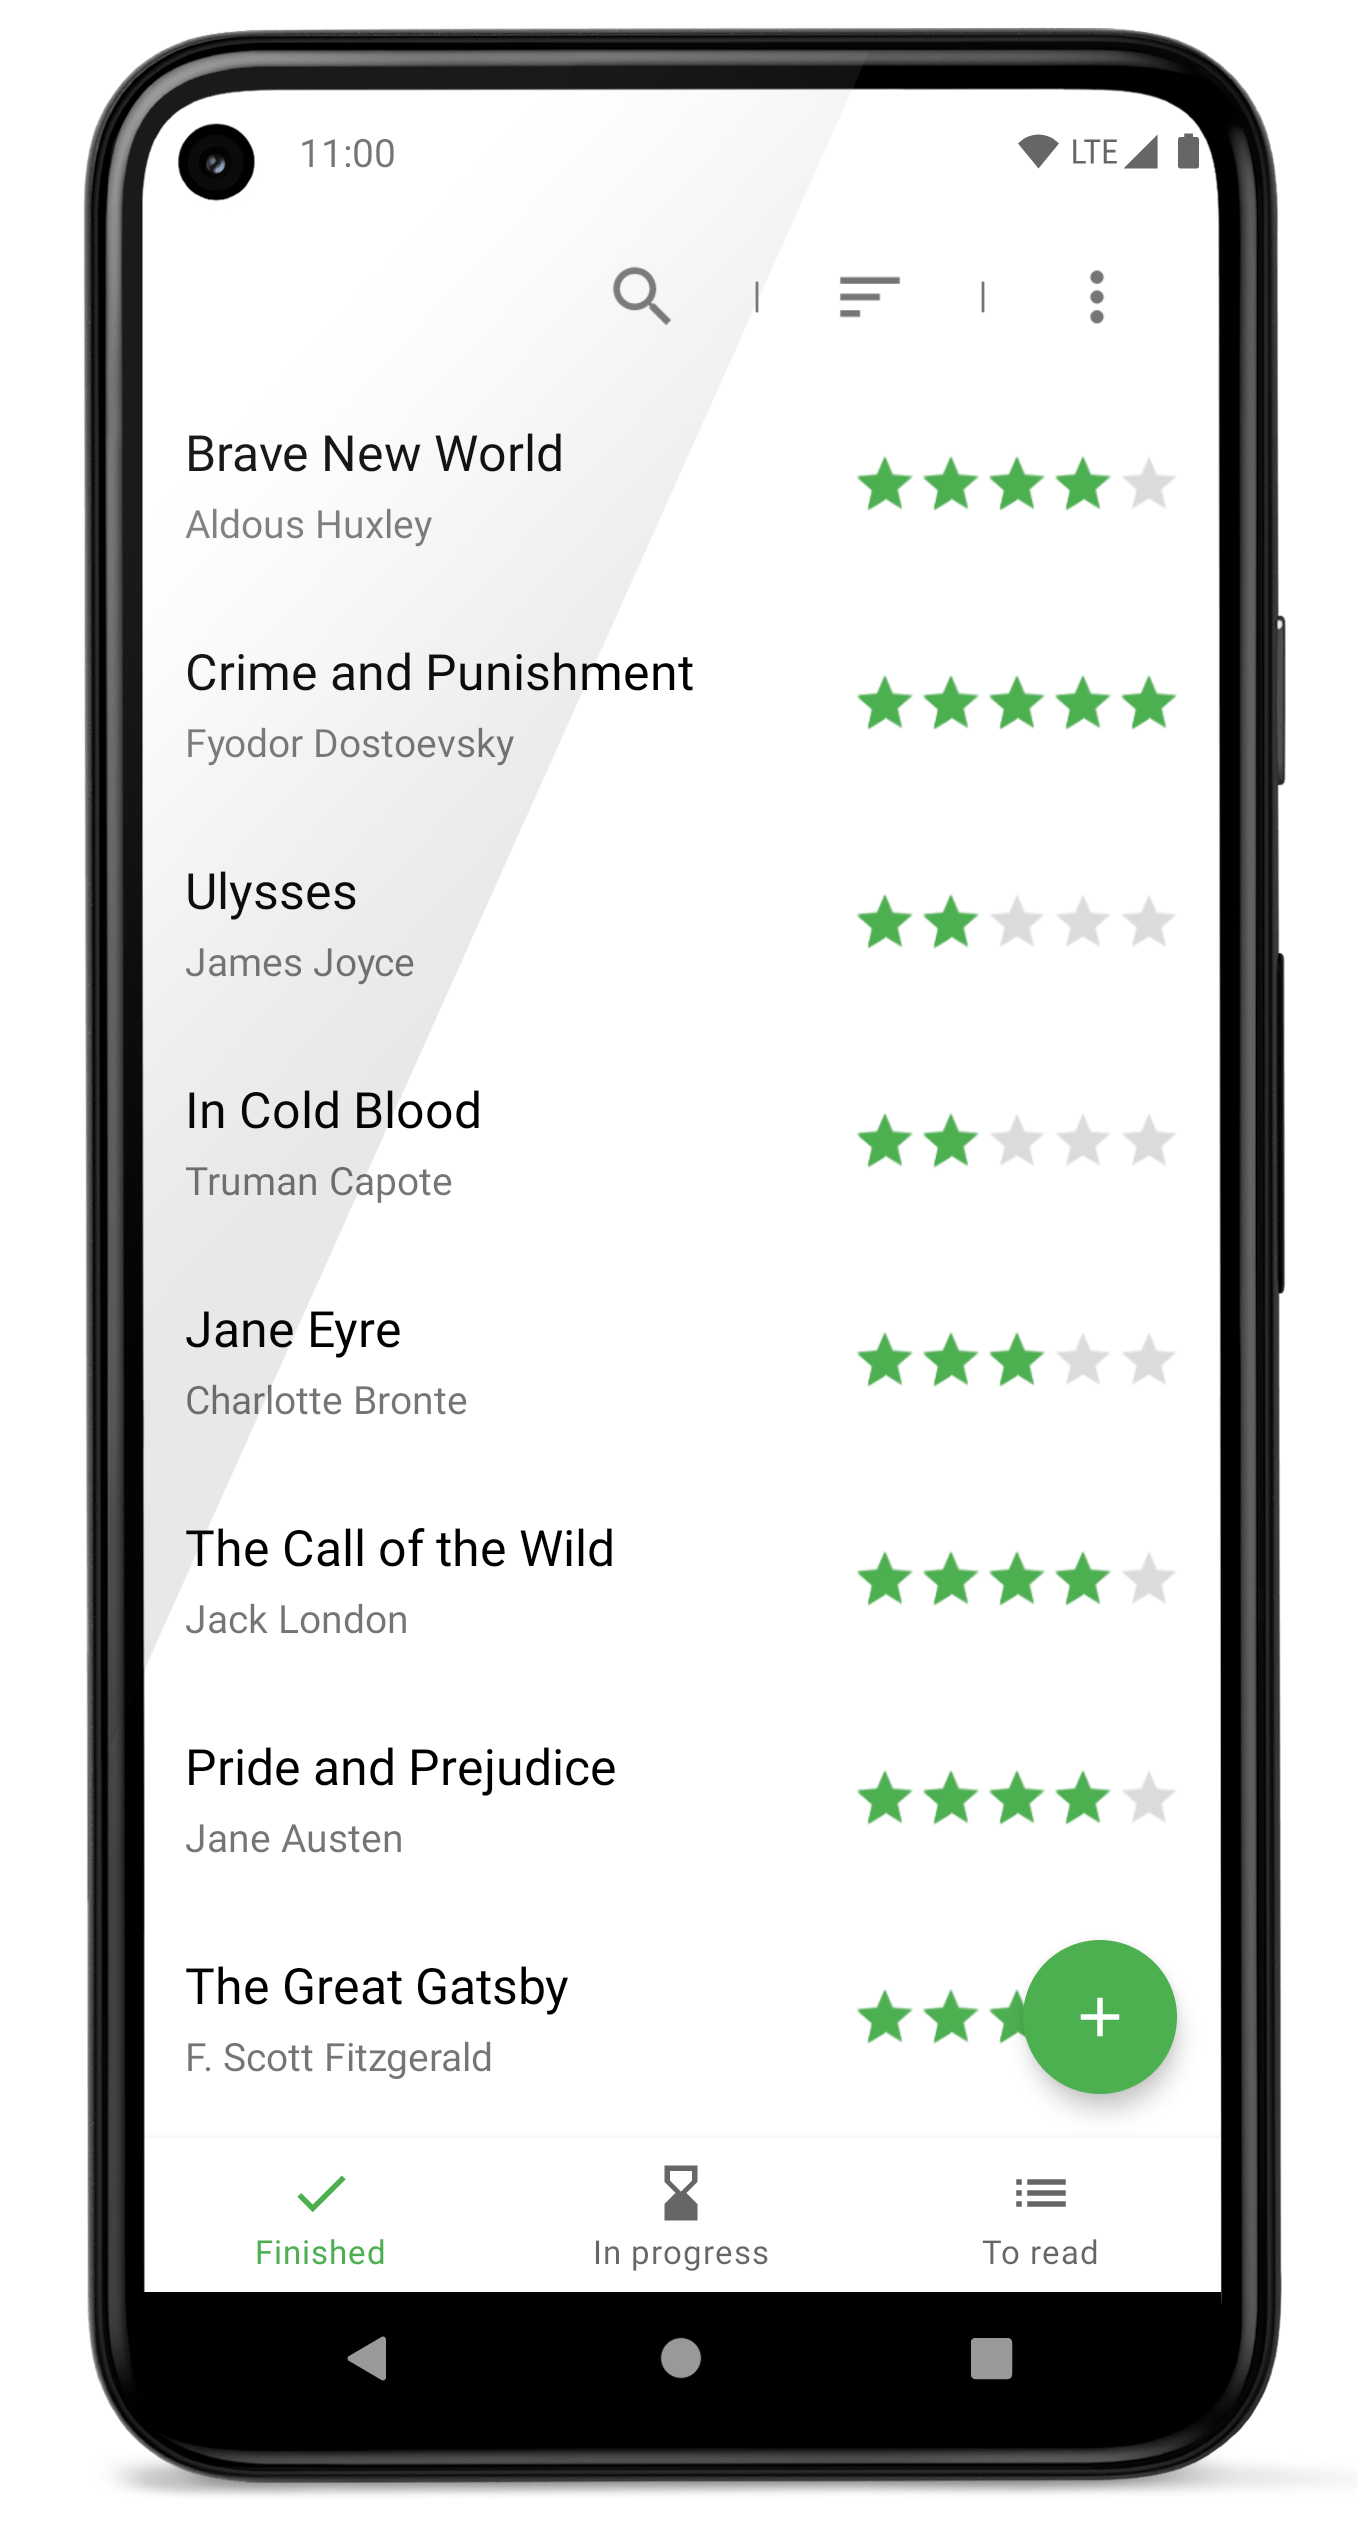 11:00
LTE
Brave New World
Aldous Huxley
Crime and Punishment
Fyodor Dostoevsky
Ulysses
James Joyce
In Cold Blood
Truman Capote
Jane Eyre
Charlotte Bronte
The Call of the Wild
Jack London
Pride and Prejudice
Jane Austen
The Great Gatsby
F. Scott Fitzgerald
Finished
In progress
To read